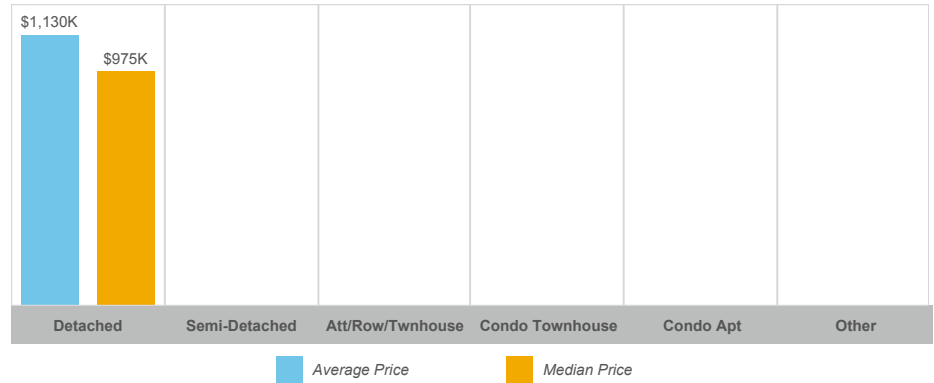 $1,130K
$975K
Detached Semi-Detached Att/Row/Twnhouse Condo Townhouse Condo Apt Other
Average Price Median Price